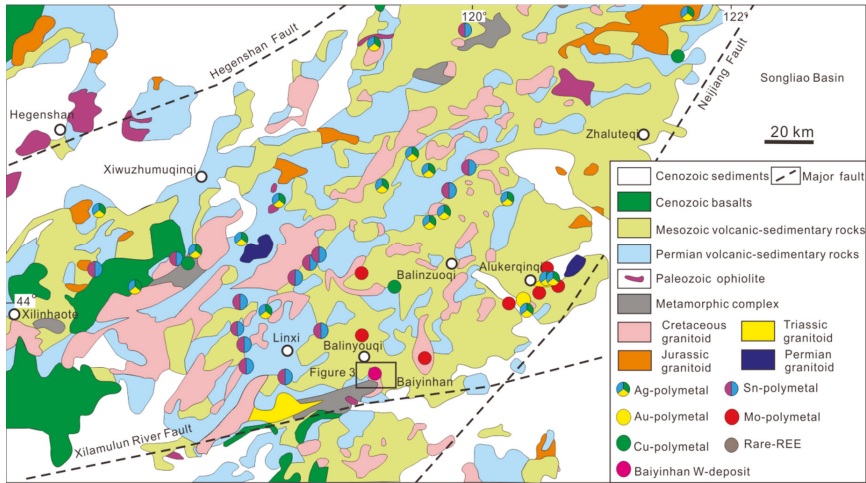 120°
122°
Hegenshan Fault
Neijiang Fault
Songliao Basin
Hegenshan
Zhaluteqi
20 km
Xiwuzhumuqinqi
Cenozoic sediments
Major fault
Cenozoic basalts
Mesozoic volcanic-sedimentary rocks
Permian volcanic-sedimentary rocks
Balinzuoqi
Alukerqinqi
Paleozoic ophiolite
44°
Metamorphic complex
Xilinhaote
Cretaceous
granitoid
Triassic
granitoid
Linxi
Balinyouqi
Jurassic
granitoid
Permian
granitoid
Figure 3
Baiyinhan
Ag-polymetal
Sn-polymetal
Au-polymetal
Mo-polymetal
Xilamulun River Fault
Cu-polymetal
Rare-REE
Baiyinhan W-deposit